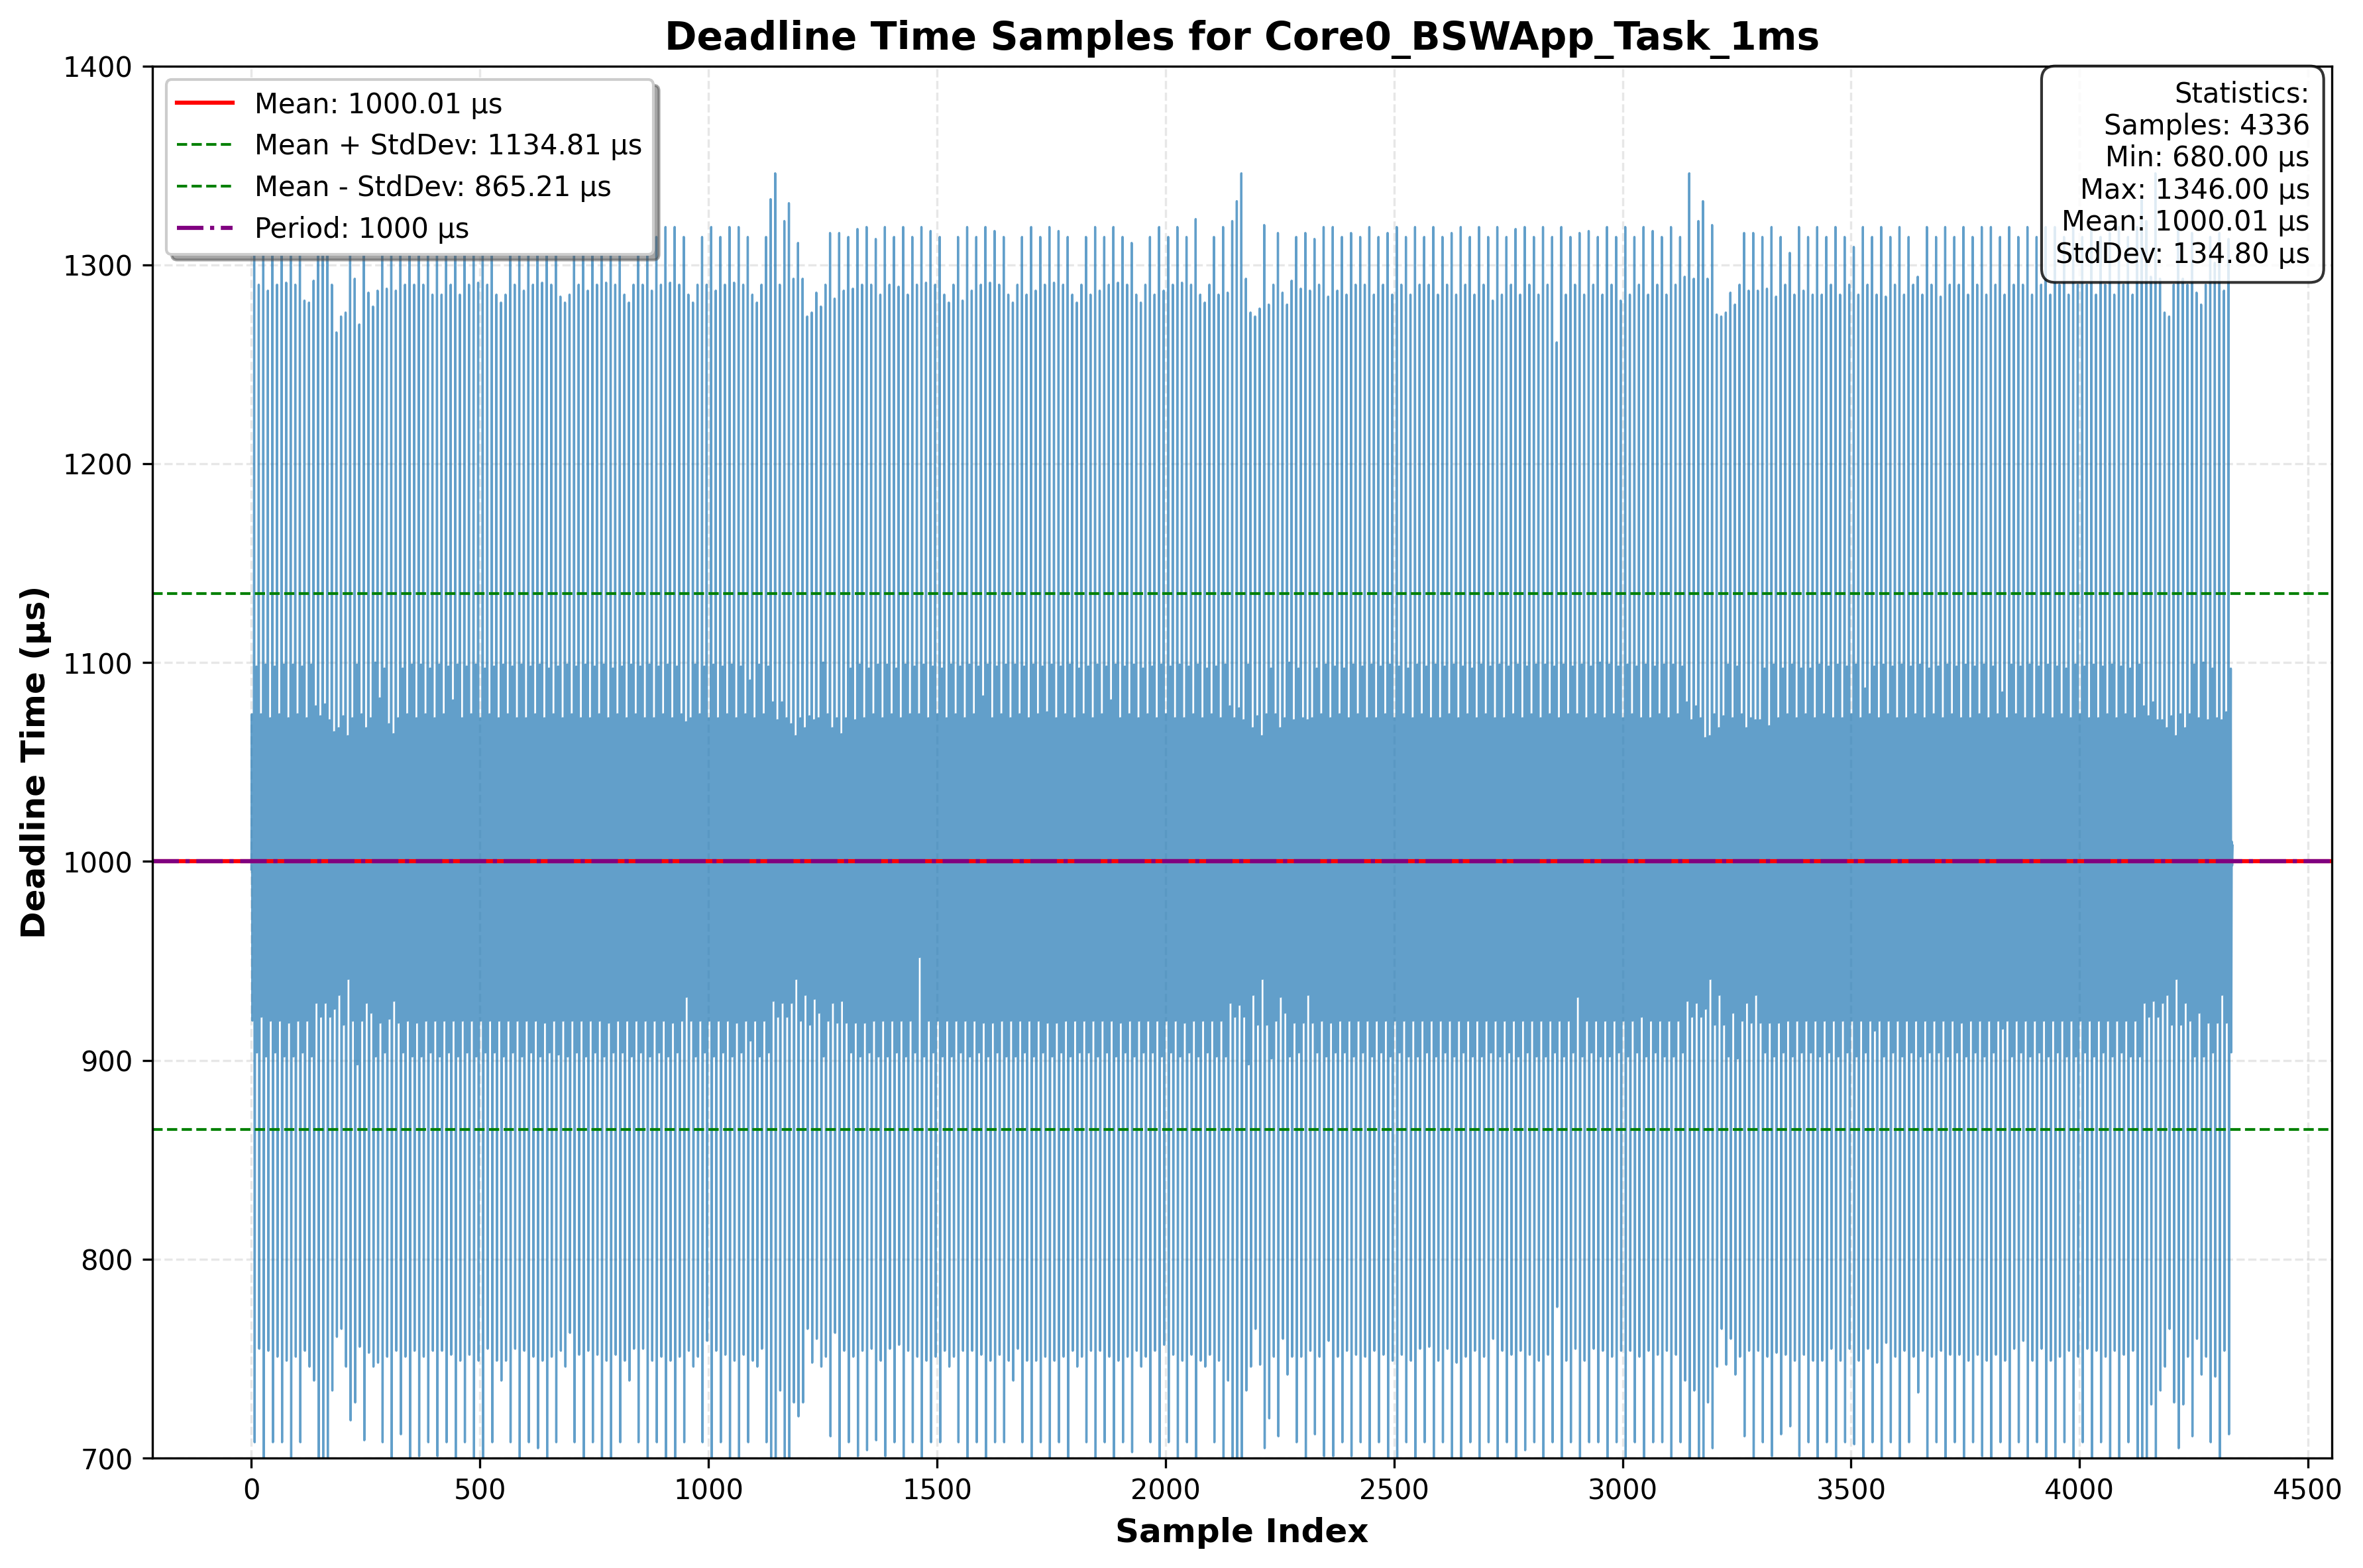 Deadline Time Samples for Core0_BSWApp_Task_1ms
Mean: 1000.01 µs
Mean + StdDev: 1134.81 µs
Mean - StdDev: 865.21 µs
Period: 1000 µs
Statistics:
Samples: 4336
Min: 680.00 µs
Max: 1346.00 µs
Mean: 1000.01 µs
StdDev: 134.80 µs
Deadline Time (µs)
1400
1300
1200
1100
1000
900
800
700
0 500 1000 1500 2000 2500 3000 3500 4000 4500
Sample Index